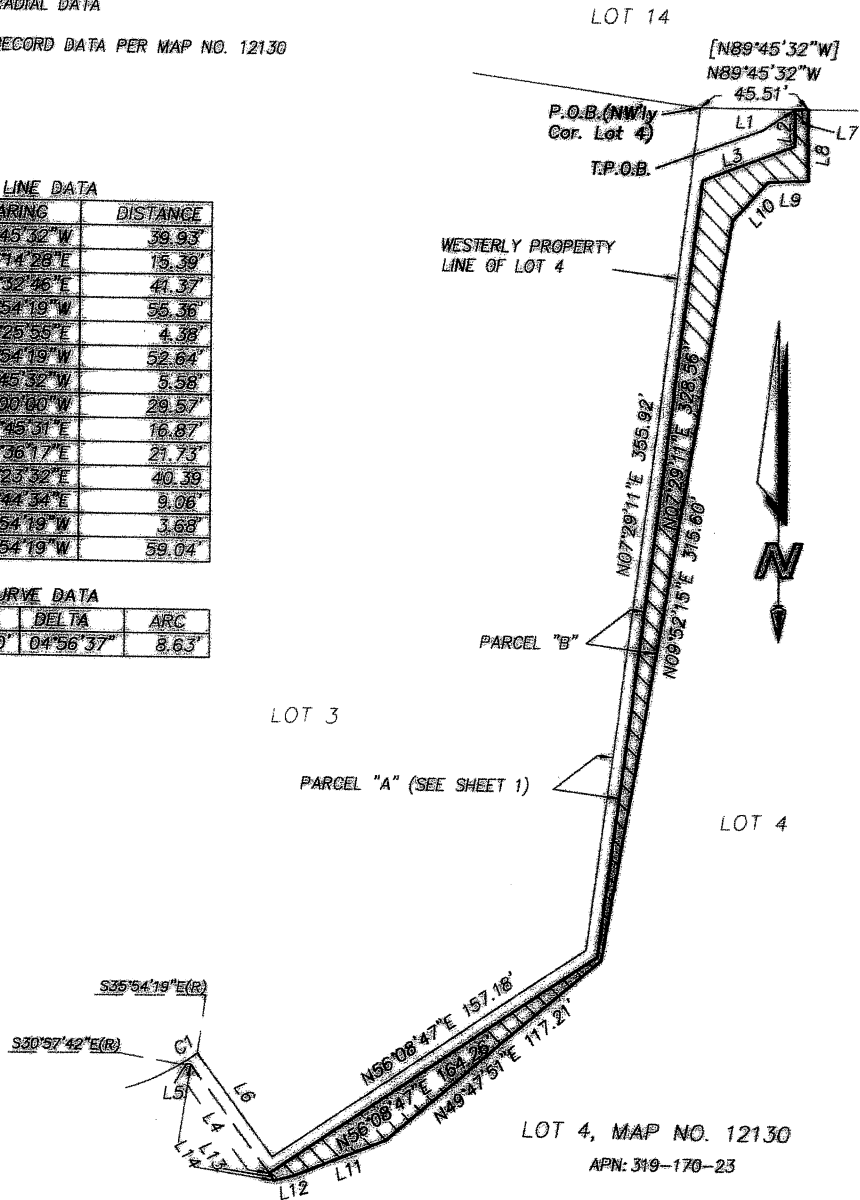 RADIAL DATA
RECORD DATA PER MAP NO. 12130
LOT 14
[N89°45'32"W]
N89°45'32"W
45.51'
P.O.B.(NW'ly
Cor. Lot 4)
T.P.O.B.
L1
L2
L3
L7
L8
L9
L10
LINE DATA
ARING DISTANCE
45'32"W 39.93'
14'28"E 15.39'
32'46"E 41.37'
54'19"W 55.36'
25'55"E 4.38'
54'19"W 52.64'
45'32"W 5.58'
00'00"W 29.57'
45'31"E 16.87'
36'17"E 21.73'
23'32"E 40.39
44'34"E 9.06'
54'19"W 3.68'
54'19"W 59.04'
URVE DATA
DELTA ARC
0' 04°56'37" 8.63'
WESTERLY PROPERTY
LINE OF LOT 4
N07°29'11"E 355.92'
N07°29'11"E 328.56'
N09°52'15"E 315.60'
N
PARCEL "B"
LOT 3
PARCEL "A" (SEE SHEET 1)
LOT 4
S35°54'19"E(R)
S30°57'42"E(R)
C1
L5
L6
L4
L14
L13
N56°08'47"E 157.18'
N56°08'47"E 164.26'
N49°47'51"E 117.21'
L12
L11
LOT 4, MAP NO. 12130
APN: 319-170-23